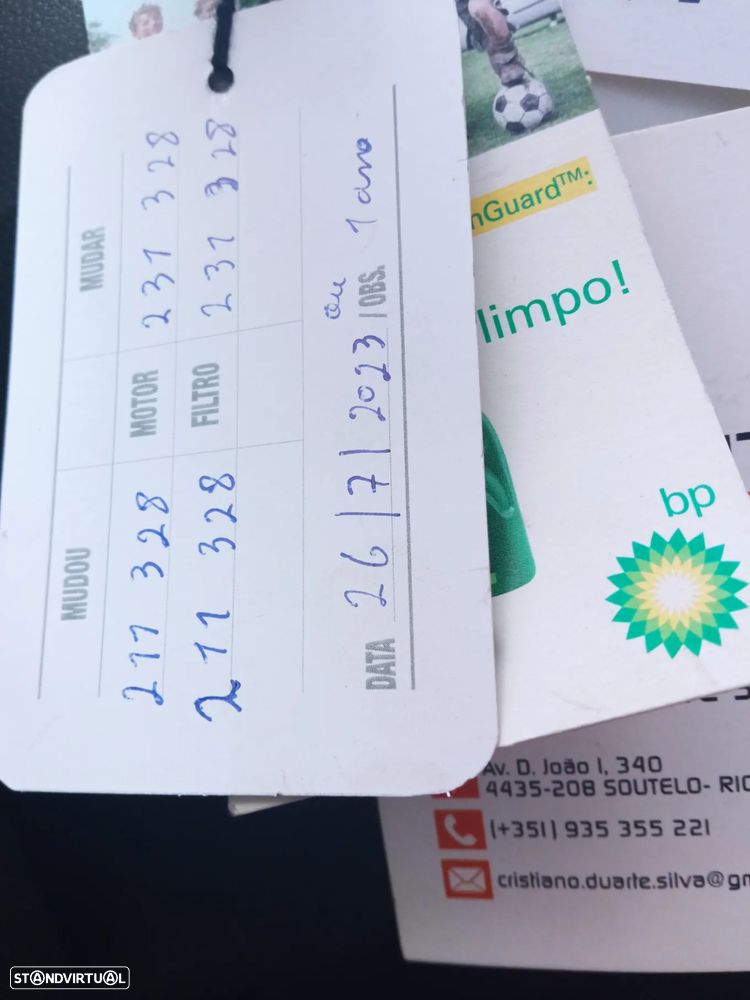 MUDOU MUDAR
211 328 MOTOR 231 328
211 328 FILTRO 231 328
DATA 26/7/2023 / OBS. ou 1 ano
nGuard™:
limpo!
bp
Av. D. João I, 340
4435-208 SOUTELO- RIO
(+351) 935 355 221
cristiano.duarte.silva@gm
STANDVIRTUAL